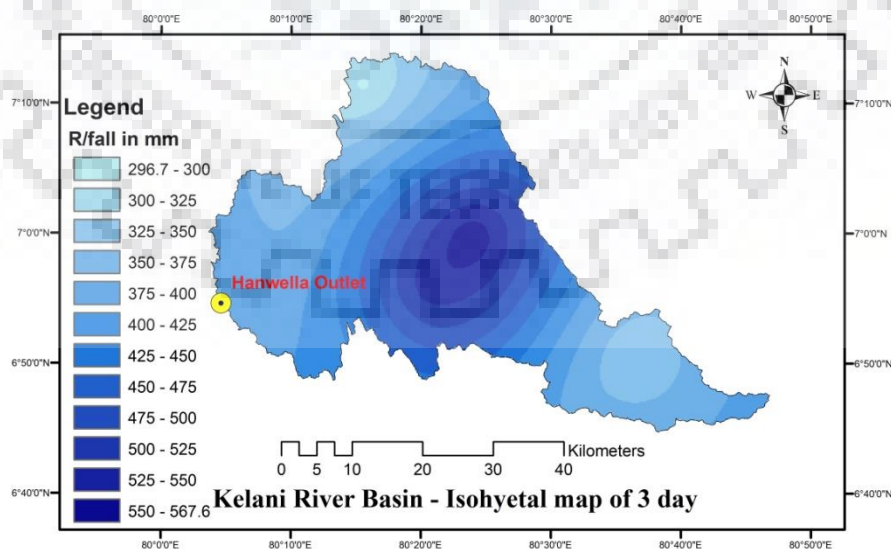 80°0'0"E 80°10'0"E 80°20'0"E 80°30'0"E 80°40'0"E 80°50'0"E
N
W E
S
7°10'0"N 7°10'0"N
Legend
R/fall in mm
296.7 - 300
300 - 325
325 - 350
350 - 375
375 - 400
400 - 425
425 - 450
450 - 475
475 - 500
500 - 525
525 - 550
550 - 567.6
7°0'0"N 7°0'0"N
Hanwella Outlet
6°50'0"N 6°50'0"N
Kilometers
0 5 10 20 30 40
6°40'0"N 6°40'0"N
Kelani River Basin - Isohyetal map of 3 day
80°0'0"E 80°10'0"E 80°20'0"E 80°30'0"E 80°40'0"E 80°50'0"E